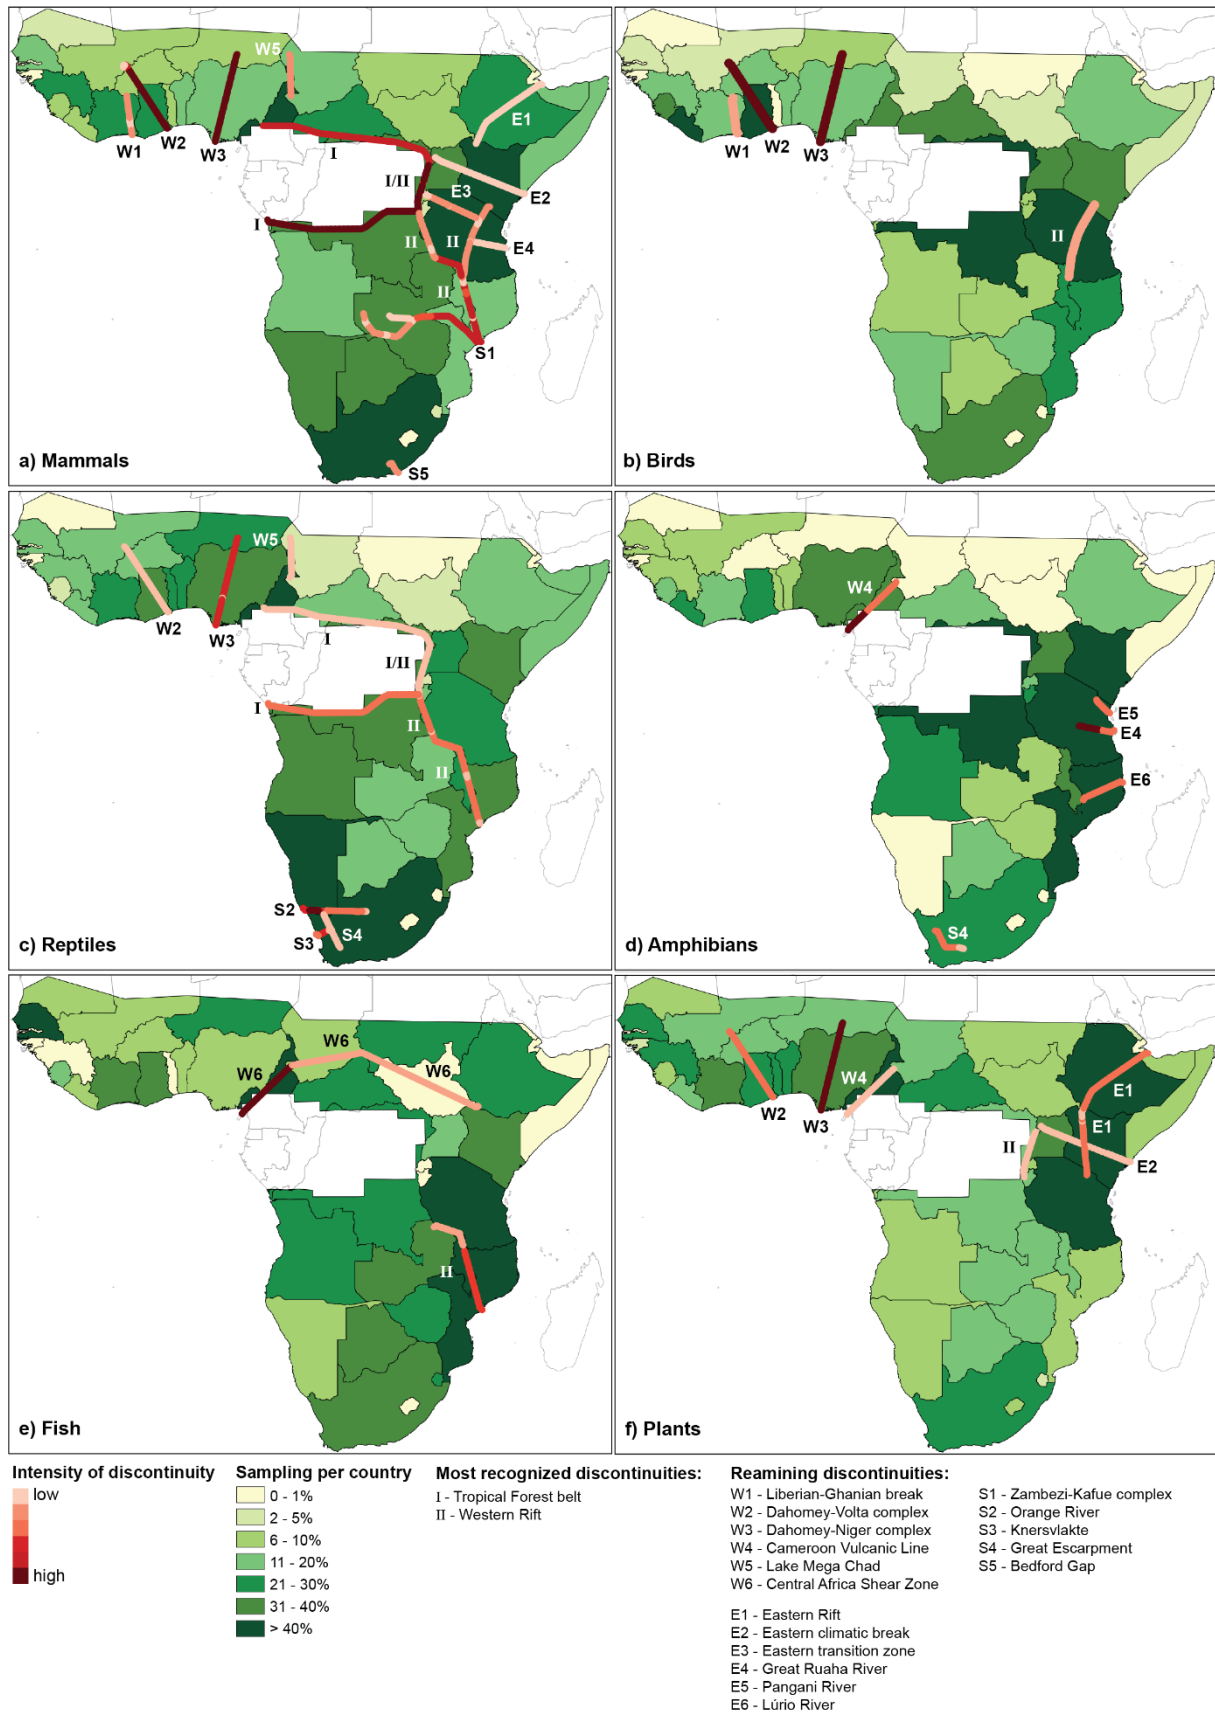 W5
E1
W1
W2
W3
I
I/II
E3
E2
I
II
II
E4
II
S1
a) Mammals
S5
W1
W2
W3
II
b) Birds
W5
W2
W3
I
I/II
I
II
II
S2
S3
S4
c) Reptiles
W4
E5
E4
E6
S4
d) Amphibians
W6
W6
W6
II
e) Fish
W4
W2
W3
E1
E1
II
E2
f) Plants
Intensity of discontinuity
low
high
Sampling per country
0 - 1%
2 - 5%
6 - 10%
11 - 20%
21 - 30%
31 - 40%
> 40%
Most recognized discontinuities:
I - Tropical Forest belt
II - Western Rift
Reamining discontinuities:
W1 - Liberian-Ghanian break
W2 - Dahomey-Volta complex
W3 - Dahomey-Niger complex
W4 - Cameroon Vulcanic Line
W5 - Lake Mega Chad
W6 - Central Africa Shear Zone
E1 - Eastern Rift
E2 - Eastern climatic break
E3 - Eastern transition zone
E4 - Great Ruaha River
E5 - Pangani River
E6 - Lúrio River
S1 - Zambezi-Kafue complex
S2 - Orange River
S3 - Knersvlakte
S4 - Great Escarpment
S5 - Bedford Gap